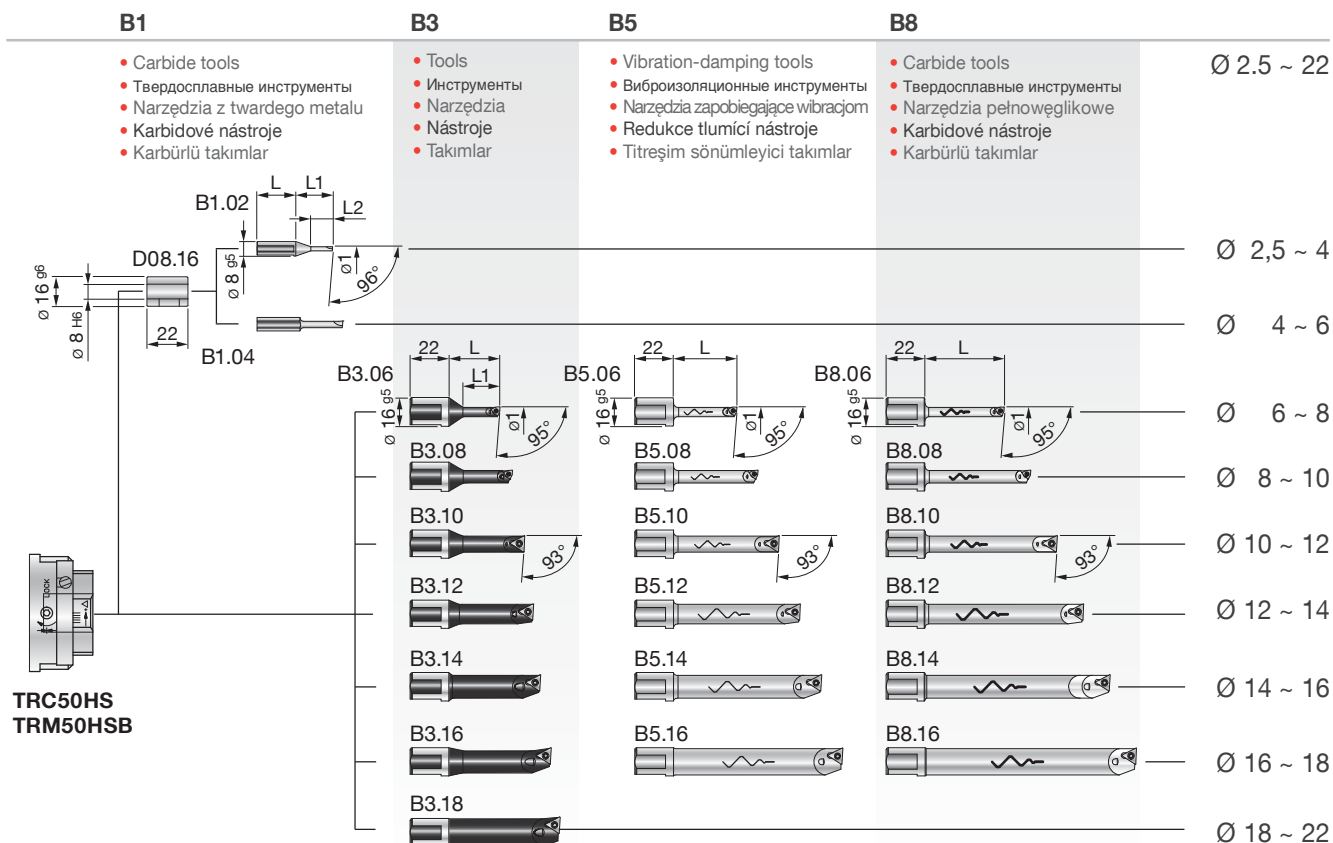 B1 B3 B5 B8
• Carbide tools
• Твердосплавные инструменты
• Narzędzia z twardego metalu
• Karbidové nástroje
• Karbürlü takımlar
• Tools
• Инструменты
• Narzędzia
• Nástroje
• Takımlar
• Vibration-damping tools
• Виброизоляционные инструменты
• Narzędzia zapobiegające wibracjom
• Redukce tlumící nástroje
• Titreşim sönümleyici takımlar
• Carbide tools
• Твердосплавные инструменты
• Narzędzia pełnowęglikowe
• Karbidové nástroje
• Karbürlü takımlar
Ø 2.5 ~ 22
L L1
B1.02 L2
D08.16
ø 16 g6
ø 8 H6
22
ø 8 g5
ø1
96°
Ø 2,5 ~ 4
B1.04
Ø 4 ~ 6
22 L
B3.06 L1
ø 16 g5
ø1
95°
22 L
B5.06
ø 16 g5
ø1
95°
22 L
B8.06
ø 16 g5
ø1
95°
Ø 6 ~ 8
B3.08 B5.08 B8.08
Ø 8 ~ 10
B3.10 B5.10 B8.10
93° 93° 93°
Ø 10 ~ 12
B3.12 B5.12 B8.12
Ø 12 ~ 14
LOCK
B3.14 B5.14 B8.14
Ø 14 ~ 16
TRC50HS
TRM50HSB
B3.16 B5.16 B8.16
Ø 16 ~ 18
B3.18
Ø 18 ~ 22